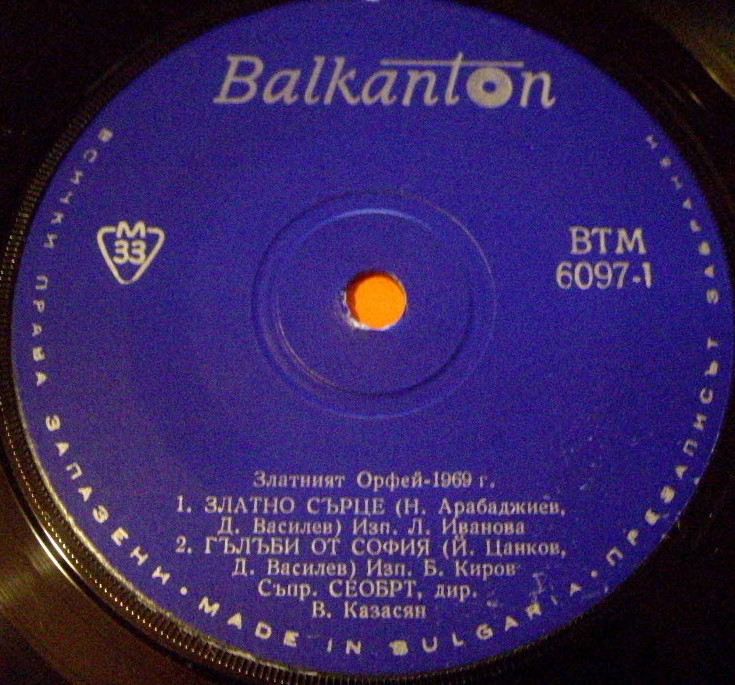 Balkanton
ВСИЧКИ ПРАВА ЗАПАЗЕНИ • MADE IN BULGARIA • ПРЕЗАПИСЪТ ЗАБРАНЕН
M
33
ВТМ
6097-1
Златният Орфей-1969 г.
1. ЗЛАТНО СЪРЦЕ (Н. Арабаджиев,
Д. Василев) Изп. Л. Иванова
2. ГЪЛЪБИ ОТ СОФИЯ (Й. Цанков,
Д. Василев) Изп. Б. Киров
Съпр. СЕОБРТ, дир.
В. Казасян